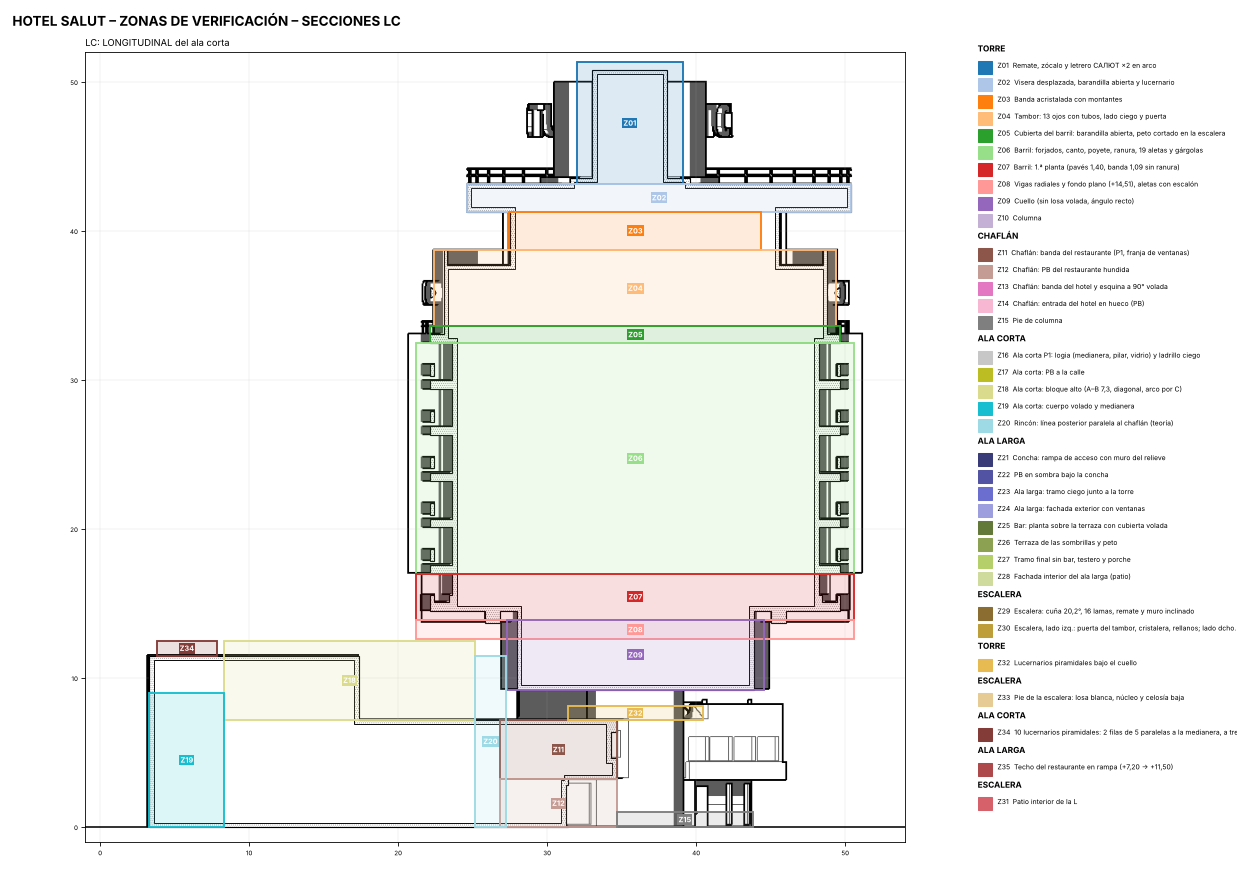 HOTEL SALUT – ZONAS DE VERIFICACIÓN – SECCIONES LC
LC: LONGITUDINAL del ala corta
50
40
30
20
10
0
0
10
20
30
40
50
Z01
Z02
Z03
Z04
Z05
Z06
Z07
Z08
Z09
Z34
Z18
Z32
Z20
Z11
Z19
Z12
Z15
TORRE
Z01 Remate, zócalo y letrero САЛЮТ ×2 en arco
Z02 Visera desplazada, barandilla abierta y lucernario
Z03 Banda acristalada con montantes
Z04 Tambor: 13 ojos con tubos, lado ciego y puerta
Z05 Cubierta del barril: barandilla abierta, peto cortado en la escalera
Z06 Barril: forjados, canto, poyete, ranura, 19 aletas y gárgolas
Z07 Barril: 1.ª planta (pavés 1,40, banda 1,09 sin ranura)
Z08 Vigas radiales y fondo plano (+14,51), aletas con escalón
Z09 Cuello (sin losa volada, ángulo recto)
Z10 Columna
CHAFLÁN
Z11 Chaflán: banda del restaurante (P1, franja de ventanas)
Z12 Chaflán: PB del restaurante hundida
Z13 Chaflán: banda del hotel y esquina a 90° volada
Z14 Chaflán: entrada del hotel en hueco (PB)
Z15 Pie de columna
ALA CORTA
Z16 Ala corta P1: logia (medianera, pilar, vidrio) y ladrillo ciego
Z17 Ala corta: PB a la calle
Z18 Ala corta: bloque alto (A–B 7,3, diagonal, arco por C)
Z19 Ala corta: cuerpo volado y medianera
Z20 Rincón: línea posterior paralela al chaflán (teoría)
ALA LARGA
Z21 Concha: rampa de acceso con muro del relieve
Z22 PB en sombra bajo la concha
Z23 Ala larga: tramo ciego junto a la torre
Z24 Ala larga: fachada exterior con ventanas
Z25 Bar: planta sobre la terraza con cubierta volada
Z26 Terraza de las sombrillas y peto
Z27 Tramo final sin bar, testero y porche
Z28 Fachada interior del ala larga (patio)
ESCALERA
Z29 Escalera: cuña 20,2°, 16 lamas, remate y muro inclinado
Z30 Escalera, lado izq.: puerta del tambor, cristalera, rellanos; lado dcho.
TORRE
Z32 Lucernarios piramidales bajo el cuello
ESCALERA
Z33 Pie de la escalera: losa blanca, núcleo y celosía baja
ALA CORTA
Z34 10 lucernarios piramidales: 2 filas de 5 paralelas a la medianera, a tre
ALA LARGA
Z35 Techo del restaurante en rampa (+7,20 → +11,50)
ESCALERA
Z31 Patio interior de la L